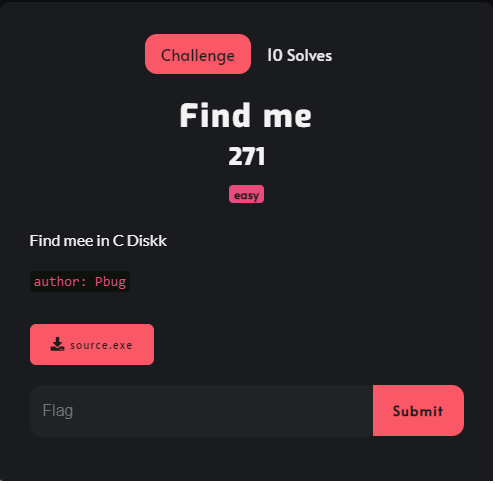 Challenge 10 Solves
Find me
271
easy
Find mee in C Diskk
author: Pbug
source.exe
Flag Submit